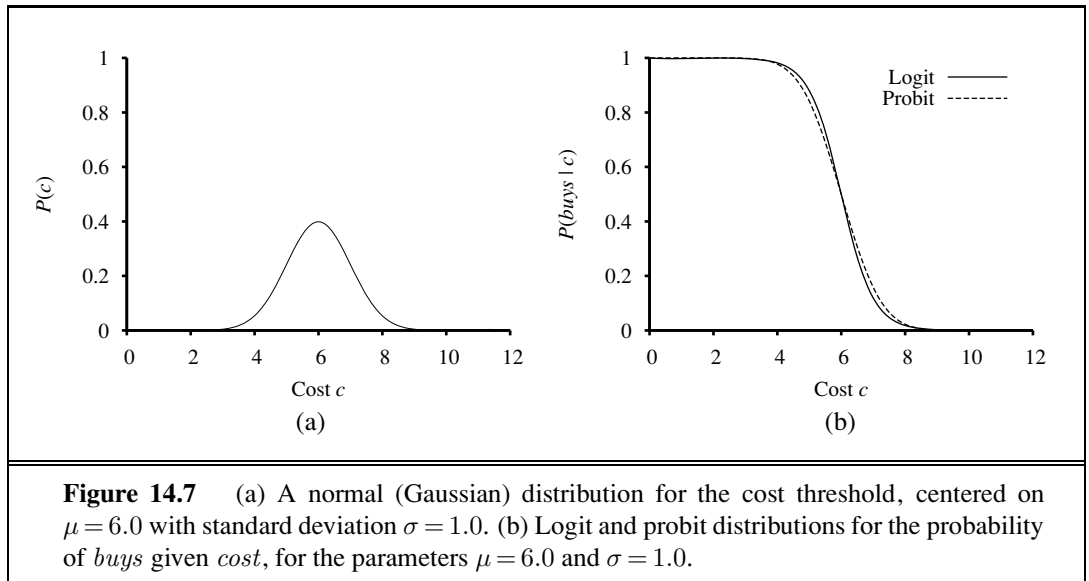 1
0.8
0.6
0.4
0.2
0
P(c)
0 2 4 6 8 10 12
Cost c
(a)
1
0.8
0.6
0.4
0.2
0
P(buys | c)
Logit
Probit
0 2 4 6 8 10 12
Cost c
(b)
Figure 14.7 (a) A normal (Gaussian) distribution for the cost threshold, centered on
μ = 6.0 with standard deviation σ = 1.0. (b) Logit and probit distributions for the probability
of buys given cost, for the parameters μ = 6.0 and σ = 1.0.